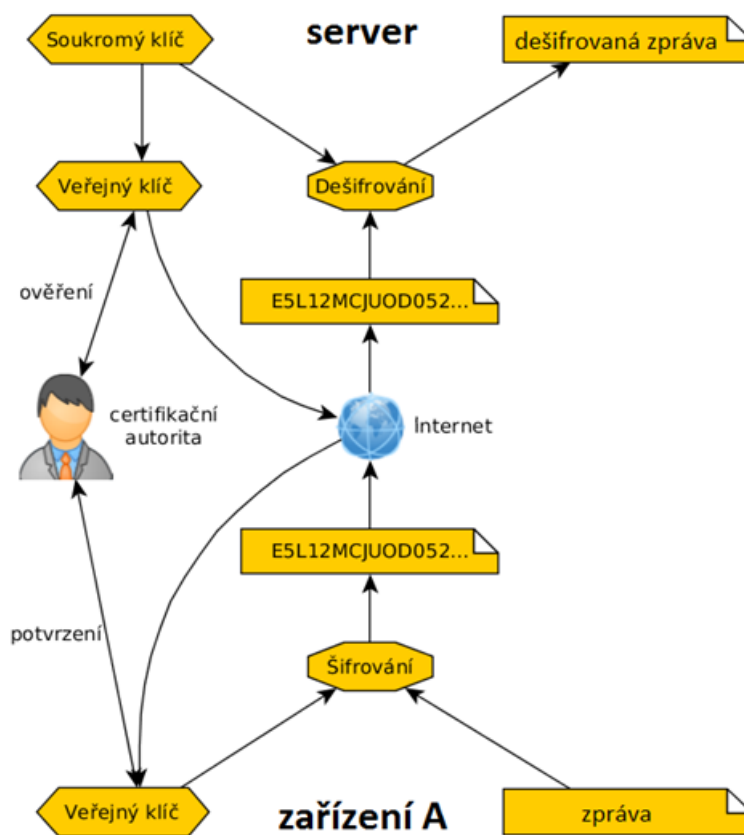 Soukromý klíč
server
dešifrovaná zpráva
Veřejný klíč
Dešifrování
ověření
E5L12MCJUOD052...
certifikační
autorita
Internet
E5L12MCJUOD052...
potvrzení
Šifrování
Veřejný klíč
zařízení A
zpráva